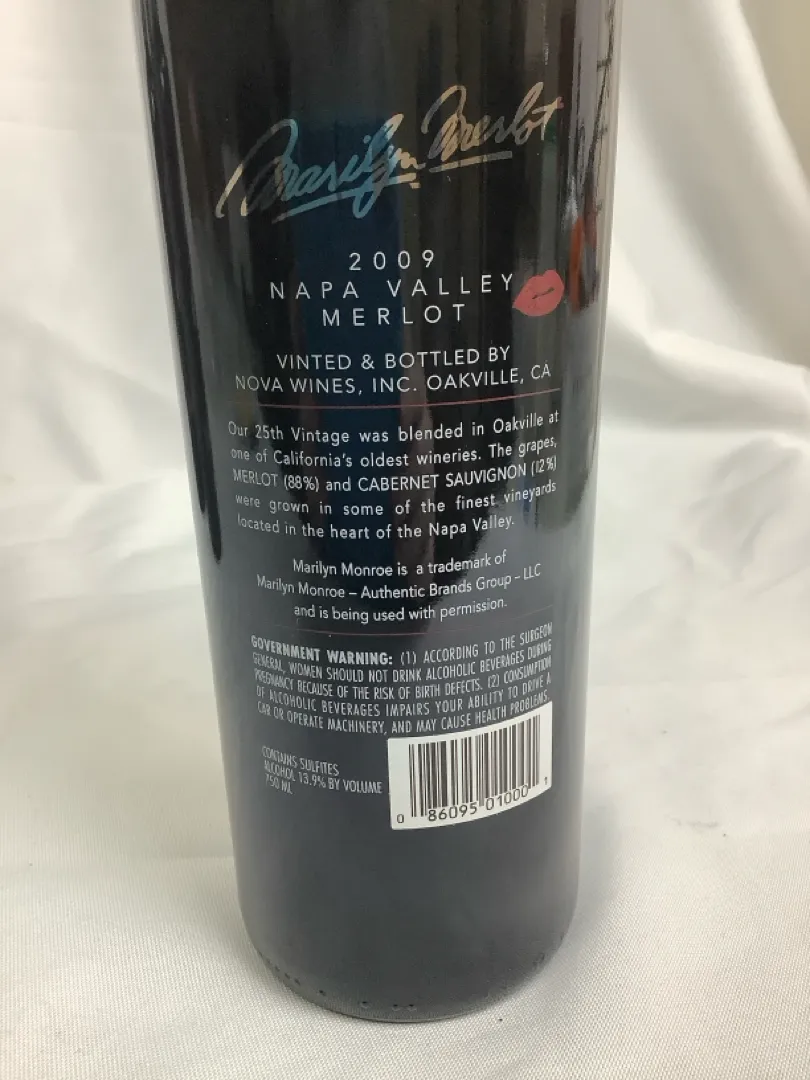 Marilyn Merlot
2009
NAPA VALLEY
MERLOT
VINTED & BOTTLED BY
NOVA WINES, INC. OAKVILLE, CA
Our 25th Vintage was blended in Oakville at
one of California's oldest wineries. The grapes,
MERLOT (88%) and CABERNET SAUVIGNON (12%)
were grown in some of the finest vineyards
located in the heart of the Napa Valley.
Marilyn Monroe is a trademark of
Marilyn Monroe – Authentic Brands Group – LLC
and is being used with permission.
GOVERNMENT WARNING: (1) ACCORDING TO THE SURGEON
GENERAL, WOMEN SHOULD NOT DRINK ALCOHOLIC BEVERAGES DURING
PREGNANCY BECAUSE OF THE RISK OF BIRTH DEFECTS. (2) CONSUMPTION
OF ALCOHOLIC BEVERAGES IMPAIRS YOUR ABILITY TO DRIVE A
CAR OR OPERATE MACHINERY, AND MAY CAUSE HEALTH PROBLEMS.
CONTAINS SULFITES
ALCOHOL 13.9% BY VOLUME
750 ML
0 86095 01000 1